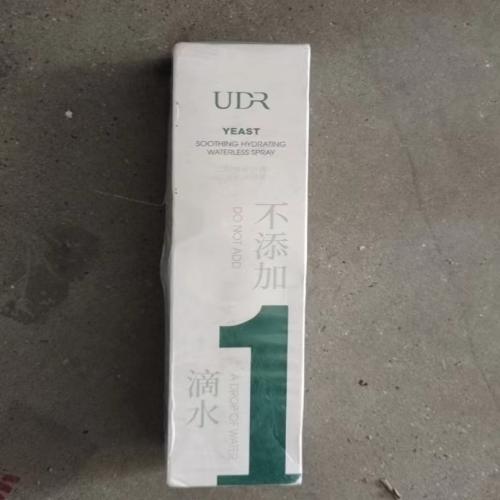 UDR
YEAST
SOOTHING HYDRATING
WATERLESS SPRAY
不添加
DO NOT ADD
1
滴水
A DROP OF WATER